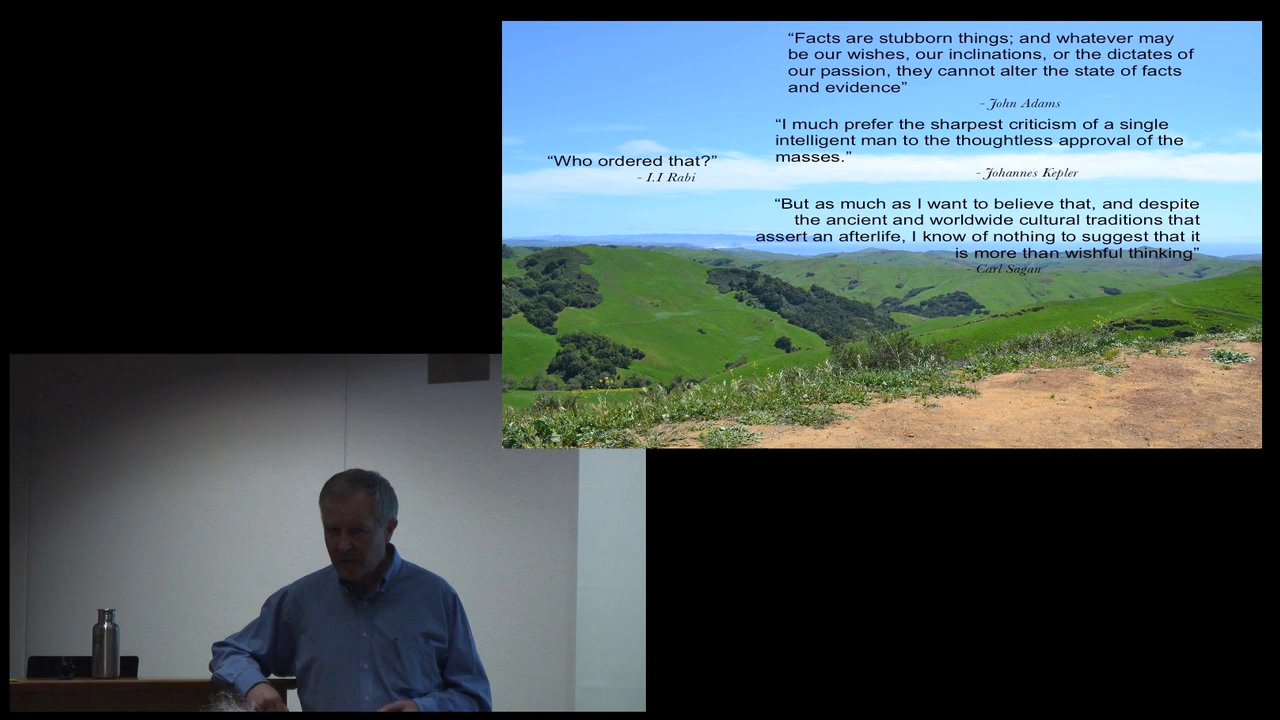 “Facts are stubborn things; and whatever may
be our wishes, our inclinations, or the dictates of
our passion, they cannot alter the state of facts
and evidence”
- John Adams
“I much prefer the sharpest criticism of a single
intelligent man to the thoughtless approval of the
masses.”
- Johannes Kepler
“Who ordered that?”
- I.I Rabi
“But as much as I want to believe that, and despite
the ancient and worldwide cultural traditions that
assert an afterlife, I know of nothing to suggest that it
is more than wishful thinking”
- Carl Sagan